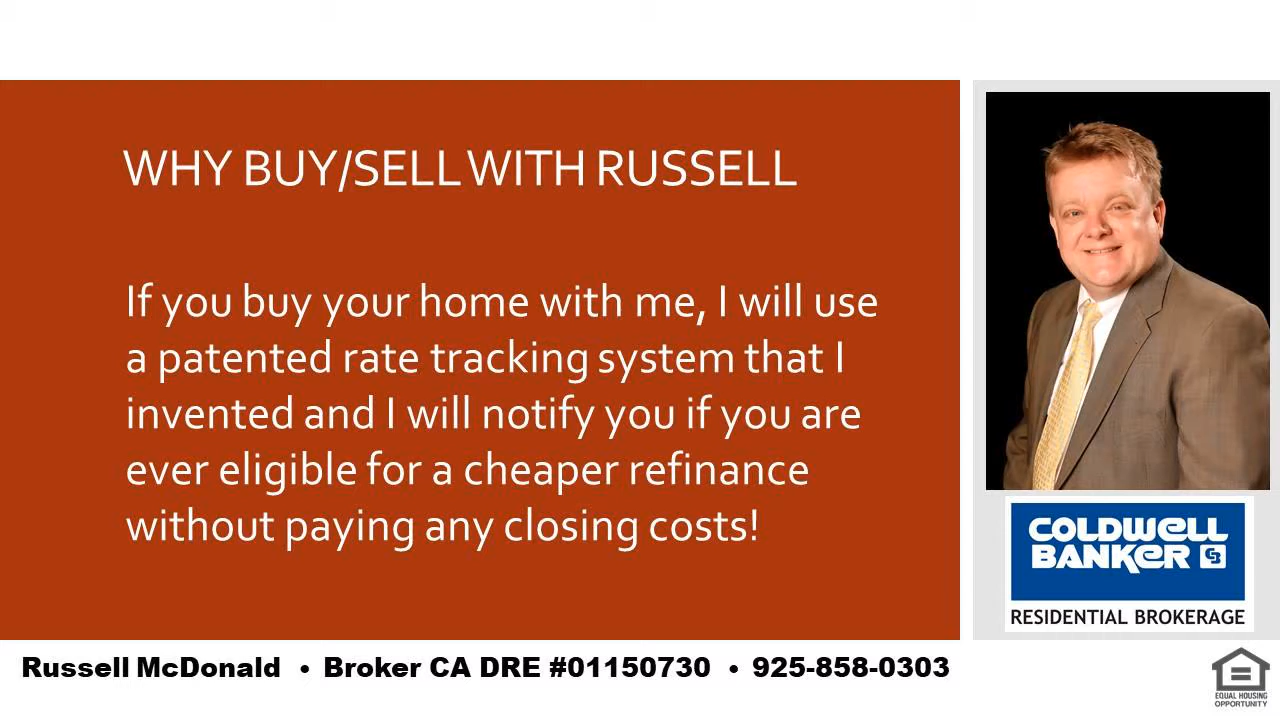 WHY BUY/SELL WITH RUSSELL
If you buy your home with me, I will use
a patented rate tracking system that I
invented and I will notify you if you are
ever eligible for a cheaper refinance
without paying any closing costs!
COLDWELL
BANKER CB
RESIDENTIAL BROKERAGE
Russell McDonald • Broker CA DRE #01150730 • 925-858-0303
EQUAL HOUSING
OPPORTUNITY